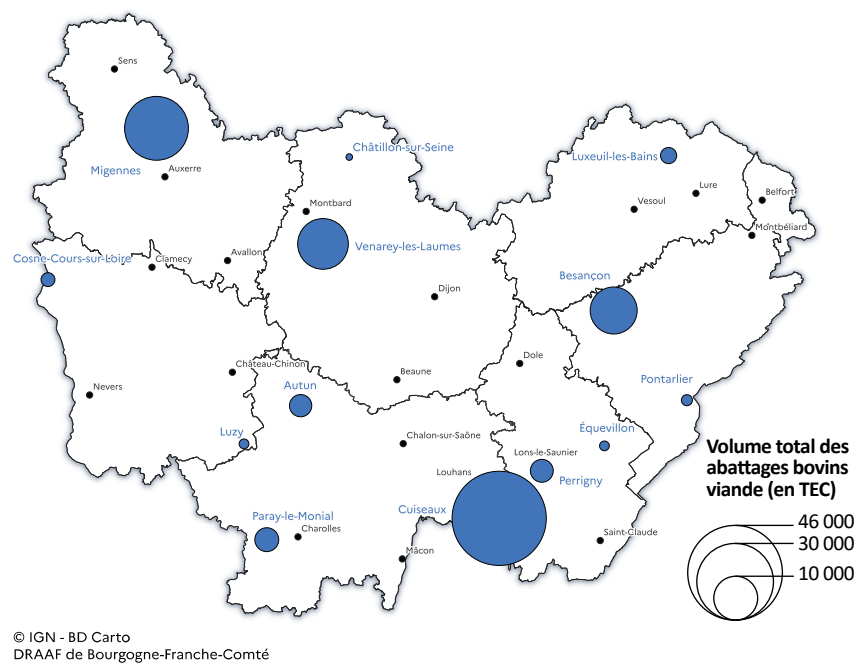 Sens
Migennes
Auxerre
Châtillon-sur-Seine
Luxeuil-les-Bains
Lure
Belfort
Vesoul
Montbard
Montbéliard
Venarey-les-Laumes
Avallon
Cosne-Cours-sur-Loire
Clamecy
Besançon
Dijon
Dole
Château-Chinon
Beaune
Autun
Nevers
Pontarlier
Luzy
Équevillon
Chalon-sur-Saône
Lons-le-Saunier
Louhans
Perrigny
Cuiseaux
Paray-le-Monial
Charolles
Saint-Claude
Mâcon
Volume total des
abattages bovins
viande (en TEC)
46 000
30 000
10 000
© IGN - BD Carto
DRAAF de Bourgogne-Franche-Comté